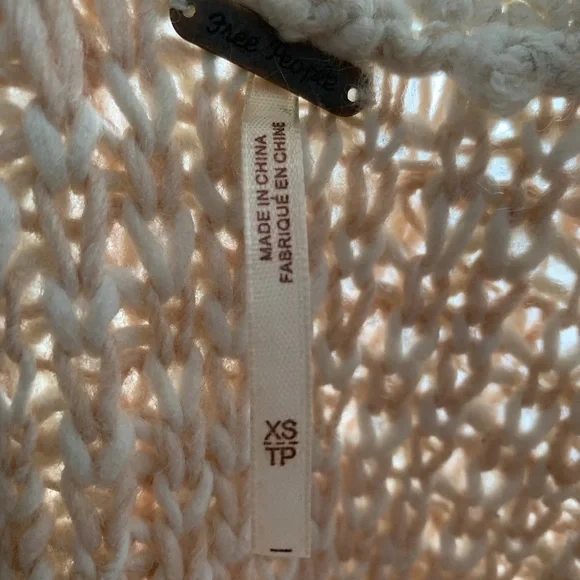 Free People
MADE IN CHINA
FABRIQUÉ EN CHINE
XS
TP